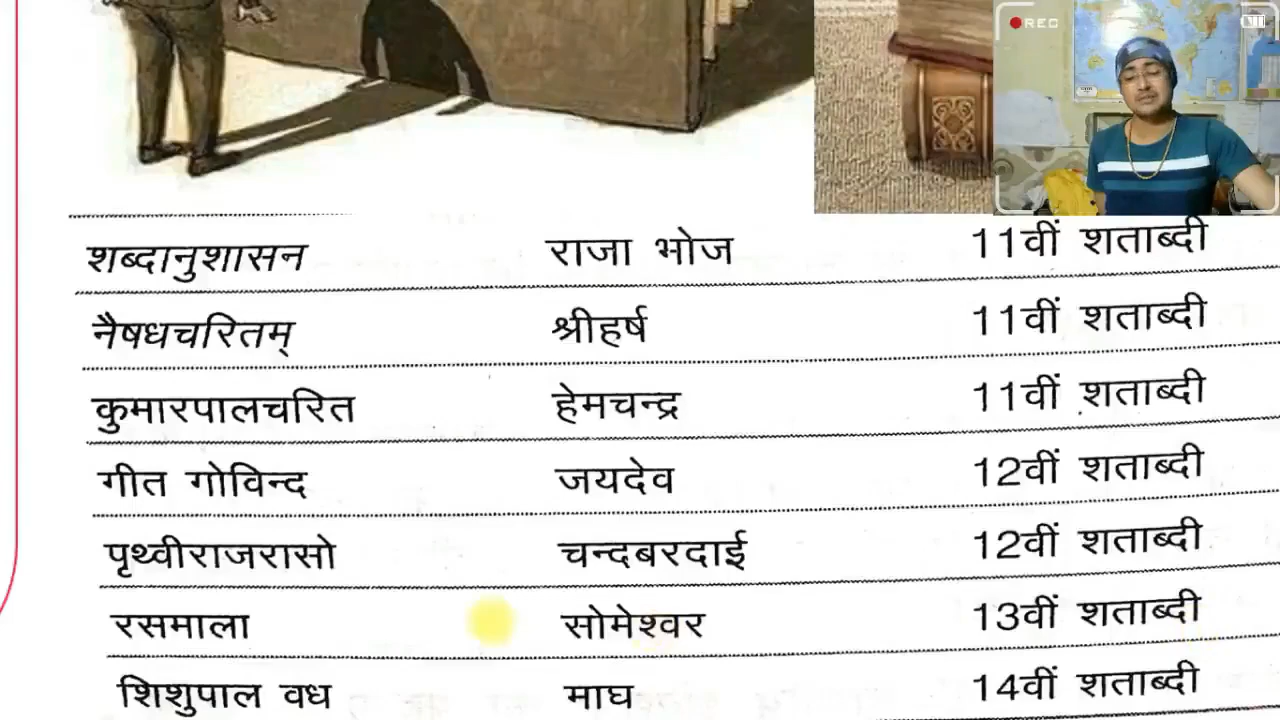 REC
शब्दानुशासन राजा भोज 11वीं शताब्दी
नैषधचरितम् श्रीहर्ष 11वीं शताब्दी
कुमारपालचरित हेमचन्द्र 11वीं शताब्दी
गीत गोविन्द जयदेव 12वीं शताब्दी
पृथ्वीराजरासो चन्दबरदाई 12वीं शताब्दी
रसमाला सोमेश्वर 13वीं शताब्दी
शिशुपाल वध माघ 14वीं शताब्दी